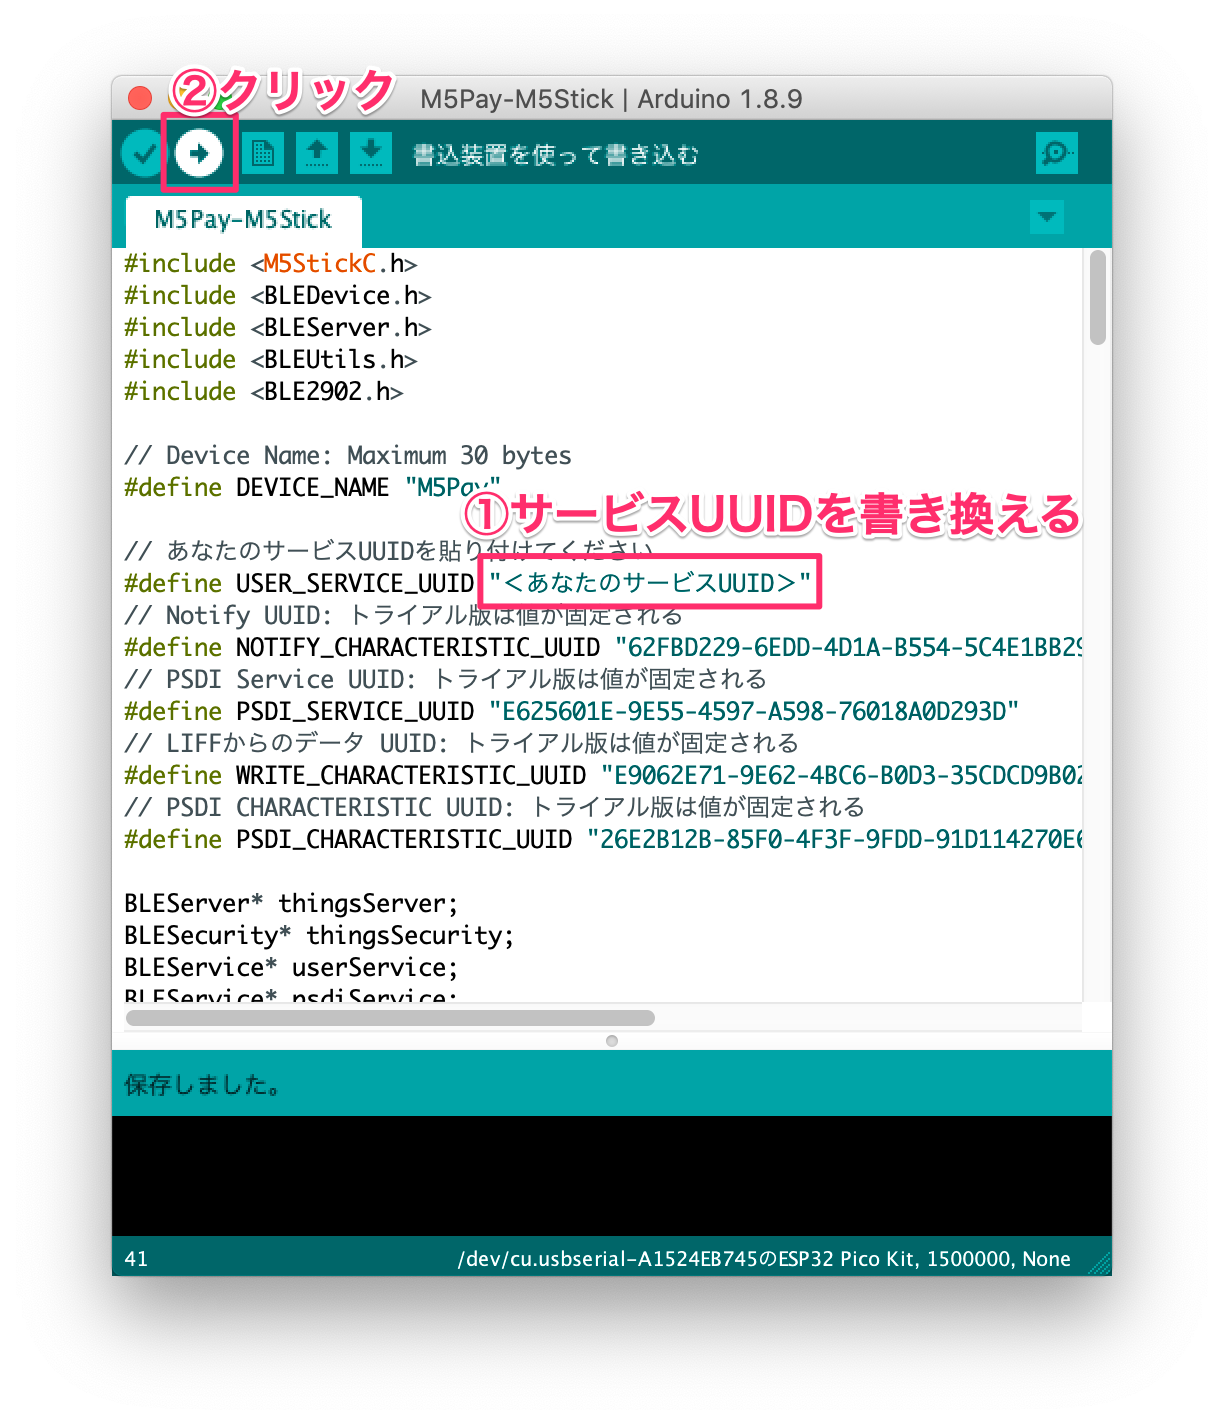 ②クリック
M5Pay-M5Stick | Arduino 1.8.9
書込装置を使って書き込む
M5Pay-M5Stick
#include <M5StickC.h>
#include <BLEDevice.h>
#include <BLEServer.h>
#include <BLEUtils.h>
#include <BLE2902.h>
// Device Name: Maximum 30 bytes
#define DEVICE_NAME "M5Pay"
①サービスUUIDを書き換える
// あなたのサービスUUIDを貼り付けてください
#define USER_SERVICE_UUID "＜あなたのサービスUUID＞"
// Notify UUID: トライアル版は値が固定される
#define NOTIFY_CHARACTERISTIC_UUID "62FBD229-6EDD-4D1A-B554-5C4E1BB29
// PSDI Service UUID: トライアル版は値が固定される
#define PSDI_SERVICE_UUID "E625601E-9E55-4597-A598-76018A0D293D"
// LIFFからのデータ UUID: トライアル版は値が固定される
#define WRITE_CHARACTERISTIC_UUID "E9062E71-9E62-4BC6-B0D3-35CDCD9B02
// PSDI CHARACTERISTIC UUID: トライアル版は値が固定される
#define PSDI_CHARACTERISTIC_UUID "26E2B12B-85F0-4F3F-9FDD-91D114270E6
BLEServer* thingsServer;
BLESecurity* thingsSecurity;
BLEService* userService;
BLEService* psdiService;
保存しました。
41
/dev/cu.usbserial-A1524EB745のESP32 Pico Kit, 1500000, None